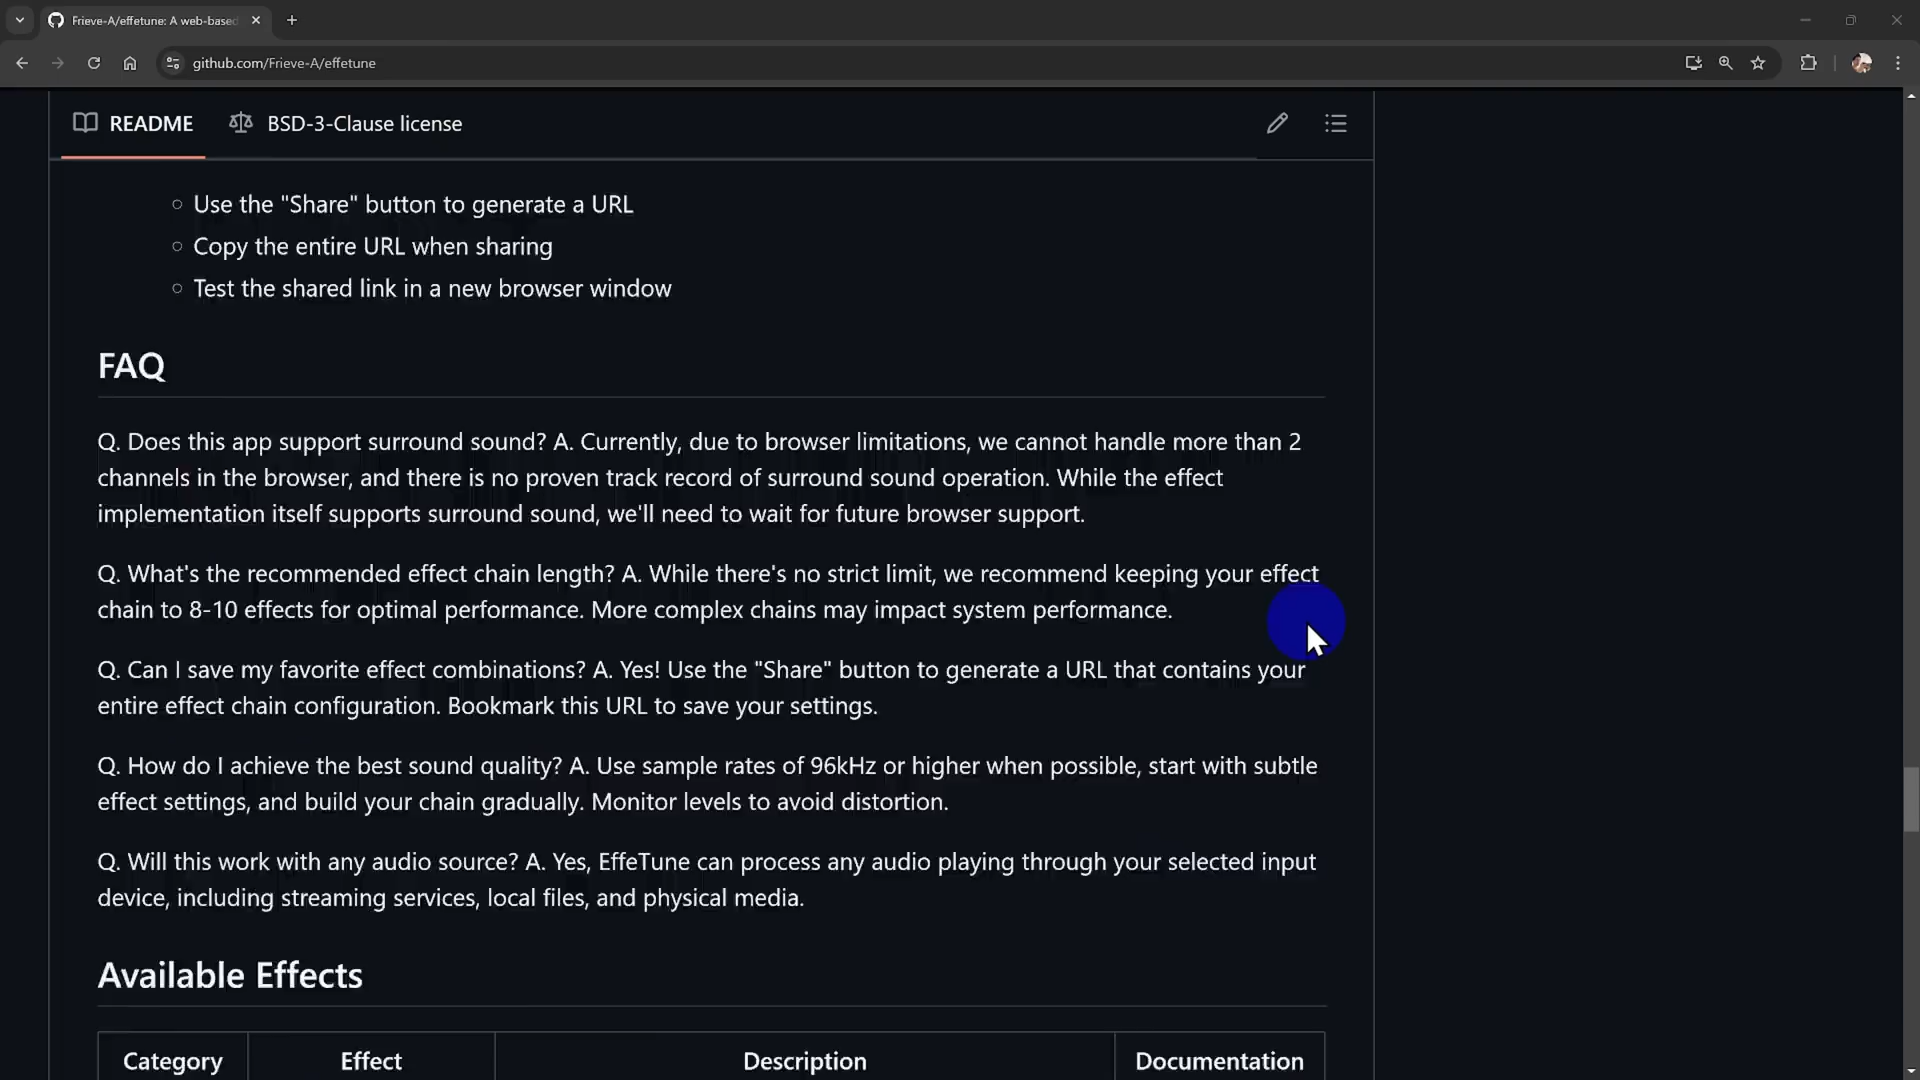 Frieve-A/effetune: A web-based
github.com/Frieve-A/effetune
README BSD-3-Clause license
Use the "Share" button to generate a URL
Copy the entire URL when sharing
Test the shared link in a new browser window
FAQ
Q. Does this app support surround sound? A. Currently, due to browser limitations, we cannot handle more than 2
channels in the browser, and there is no proven track record of surround sound operation. While the effect
implementation itself supports surround sound, we'll need to wait for future browser support.
Q. What's the recommended effect chain length? A. While there's no strict limit, we recommend keeping your effect
chain to 8-10 effects for optimal performance. More complex chains may impact system performance.
Q. Can I save my favorite effect combinations? A. Yes! Use the "Share" button to generate a URL that contains your
entire effect chain configuration. Bookmark this URL to save your settings.
Q. How do I achieve the best sound quality? A. Use sample rates of 96kHz or higher when possible, start with subtle
effect settings, and build your chain gradually. Monitor levels to avoid distortion.
Q. Will this work with any audio source? A. Yes, EffeTune can process any audio playing through your selected input
device, including streaming services, local files, and physical media.
Available Effects
Category Effect Description Documentation